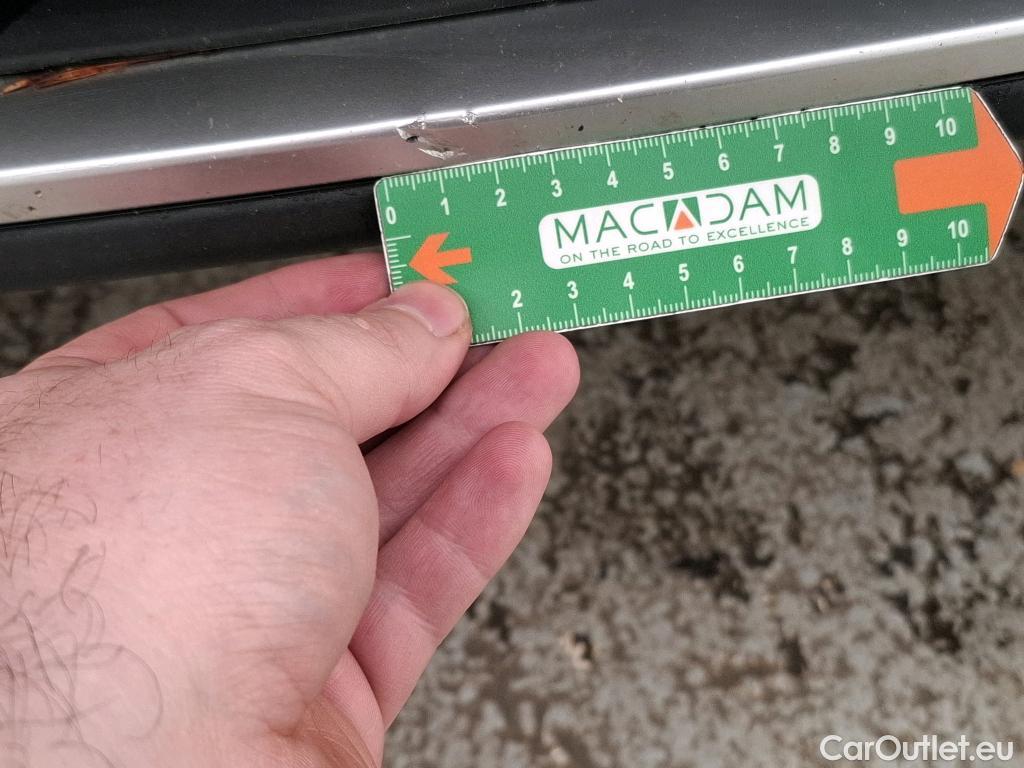 0 1 2 3 4 5 6 7 8 9 10
MACADAM
ON THE ROAD TO EXCELLENCE
2 3 4 5 6 7 8 9 10
CarOutlet.eu